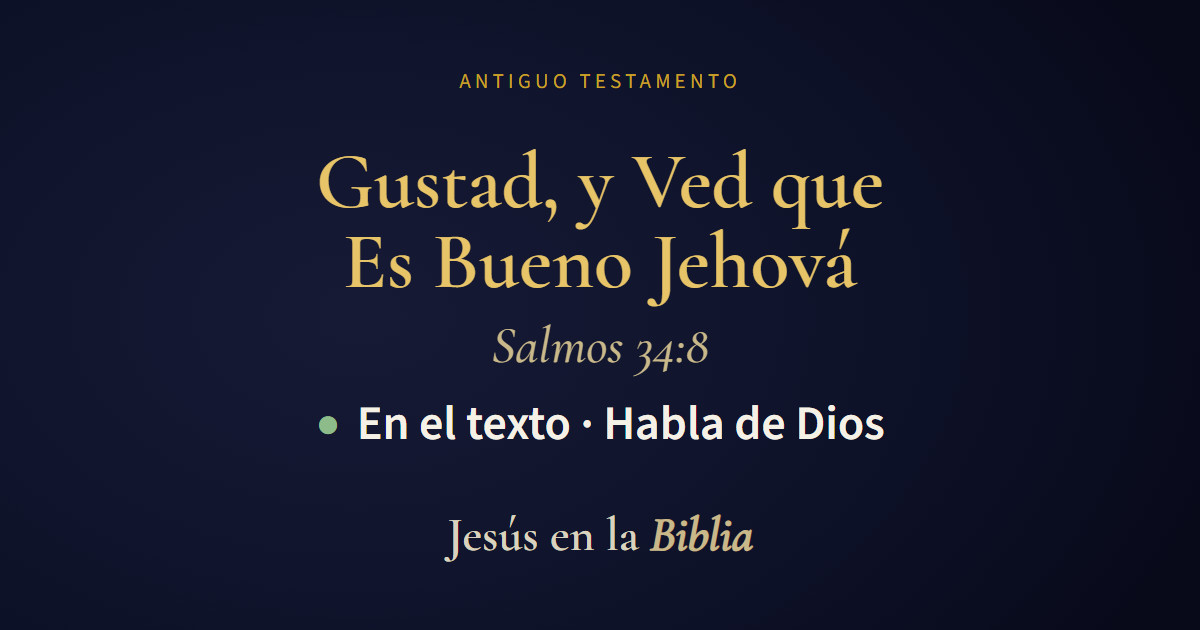 ANTIGUO TESTAMENTO
Gustad, y Ved que
Es Bueno Jehová
Salmos 34:8
En el texto · Habla de Dios
Jesús en la Biblia